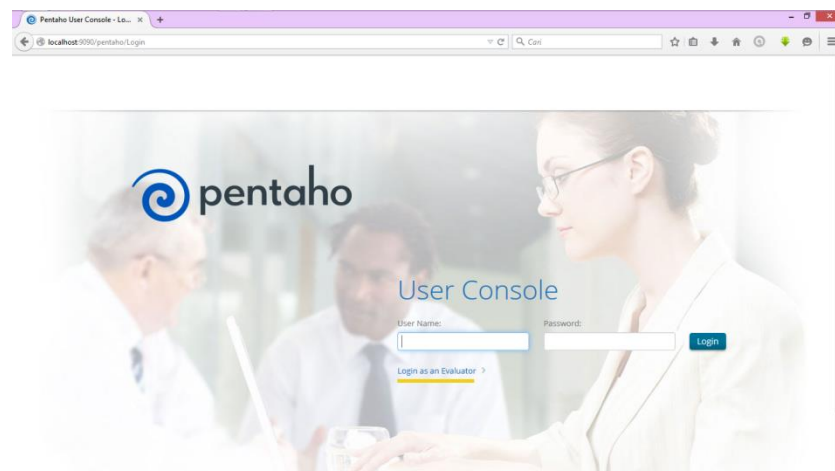 Pentaho User Console - Lo...
localhost:9090/pentaho/Login
Cari
pentaho
User Console
User Name:
Password:
Login
Login as an Evaluator >